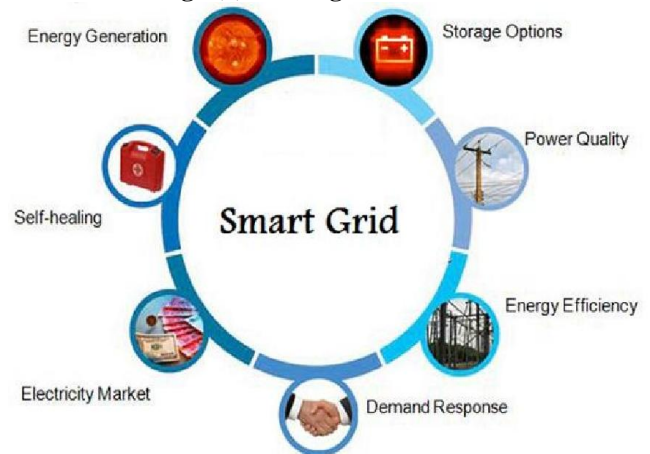 Energy Generation
Storage Options
Power Quality
Self-healing
Smart Grid
Energy Efficiency
Electricity Market
Demand Response